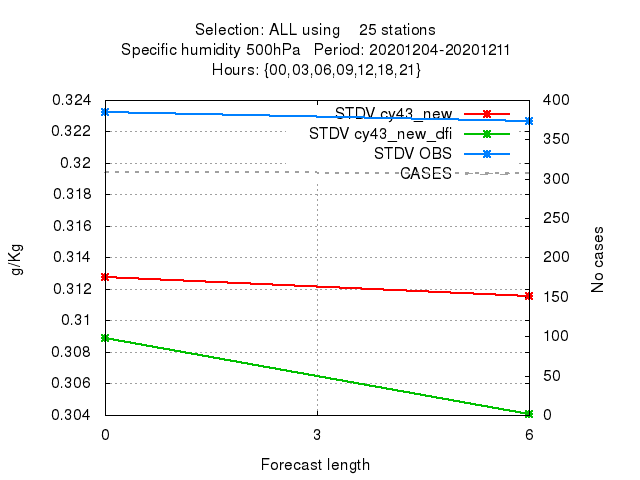 Selection: ALL using    25 stations
Specific humidity 500hPa   Period: 20201204-20201211
Hours: {00,03,06,09,12,18,21}
0.324
0.322
0.32
0.318
0.316
0.314
0.312
0.31
0.308
0.306
0.304
400
350
300
250
200
150
100
50
0
STDV cy43_new
STDV cy43_new_dfi
STDV OBS
CASES
g/Kg
No cases
0
3
6
Forecast length